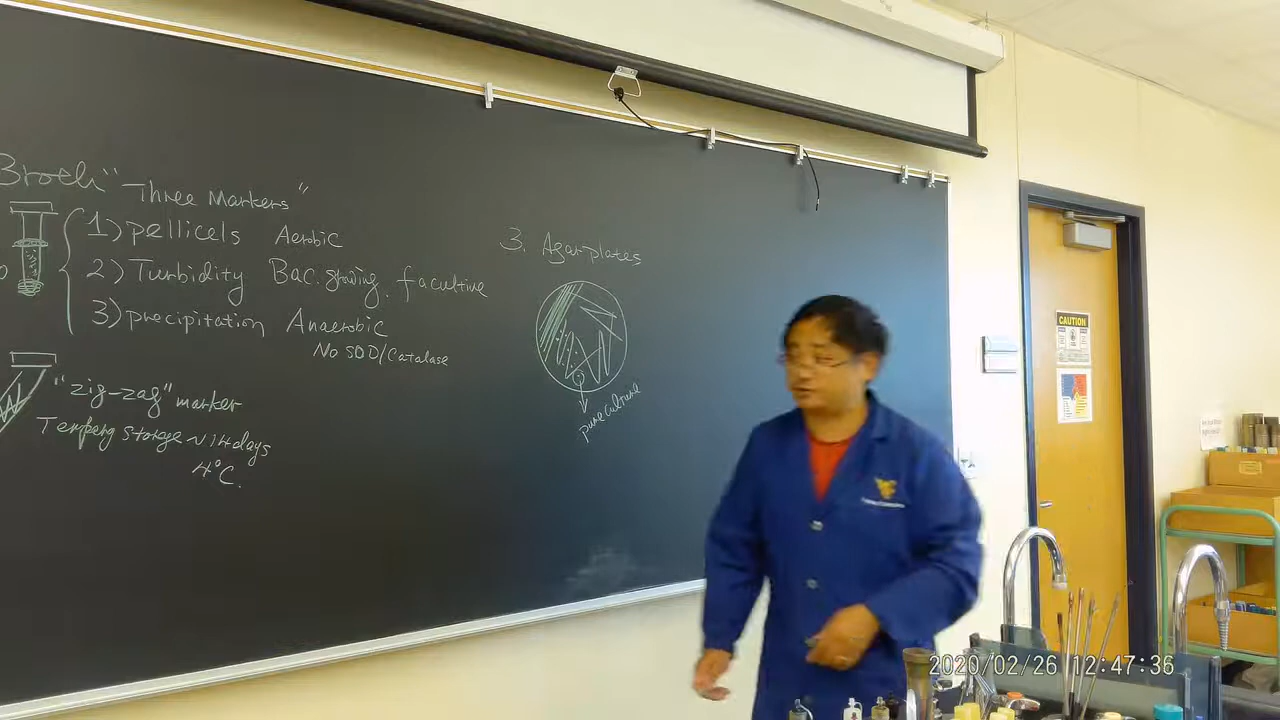 Broth "Three Markers"
1) pellicels Aerobic
2) Turbidity Bac. growing. facultive
3) precipitation Anaerobic
No SOD/Catalase
"zig-zag" marker
Storage ~ 14 days
4°C.
3. Agar plates
pure culture
CAUTION
2020/02/26 12:47:36